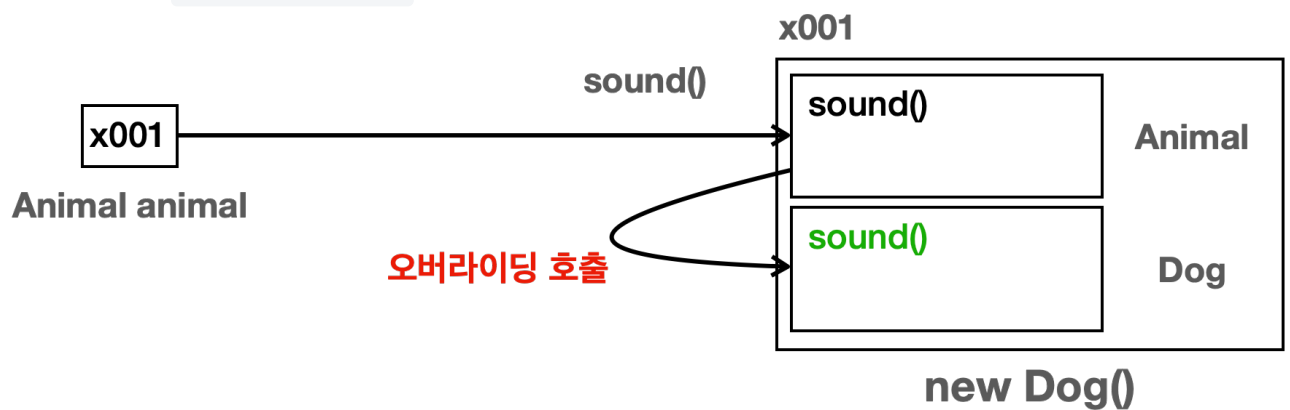 x001
sound()
sound()
x001
Animal
Animal animal
sound()
오버라이딩 호출
Dog
new Dog()